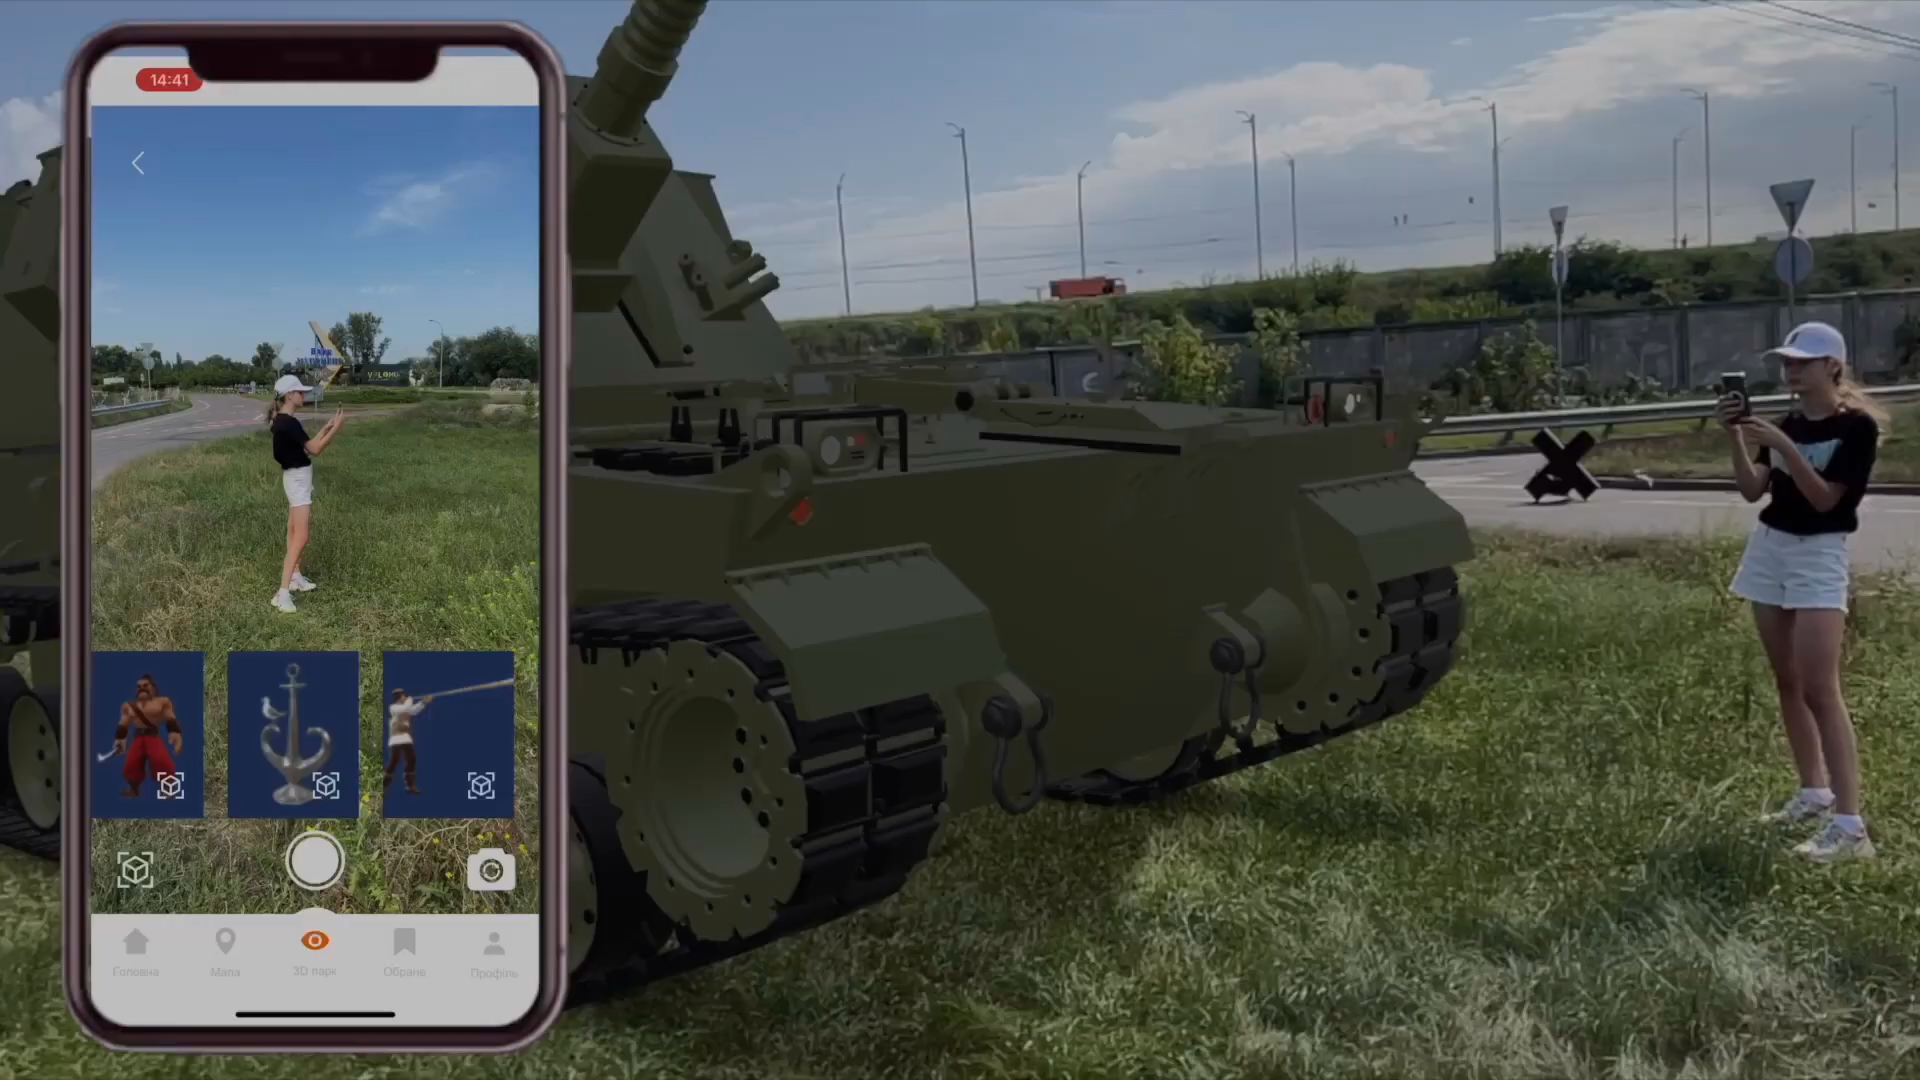 14:41
Головна
Мапа
3D парк
Обране
Профіль